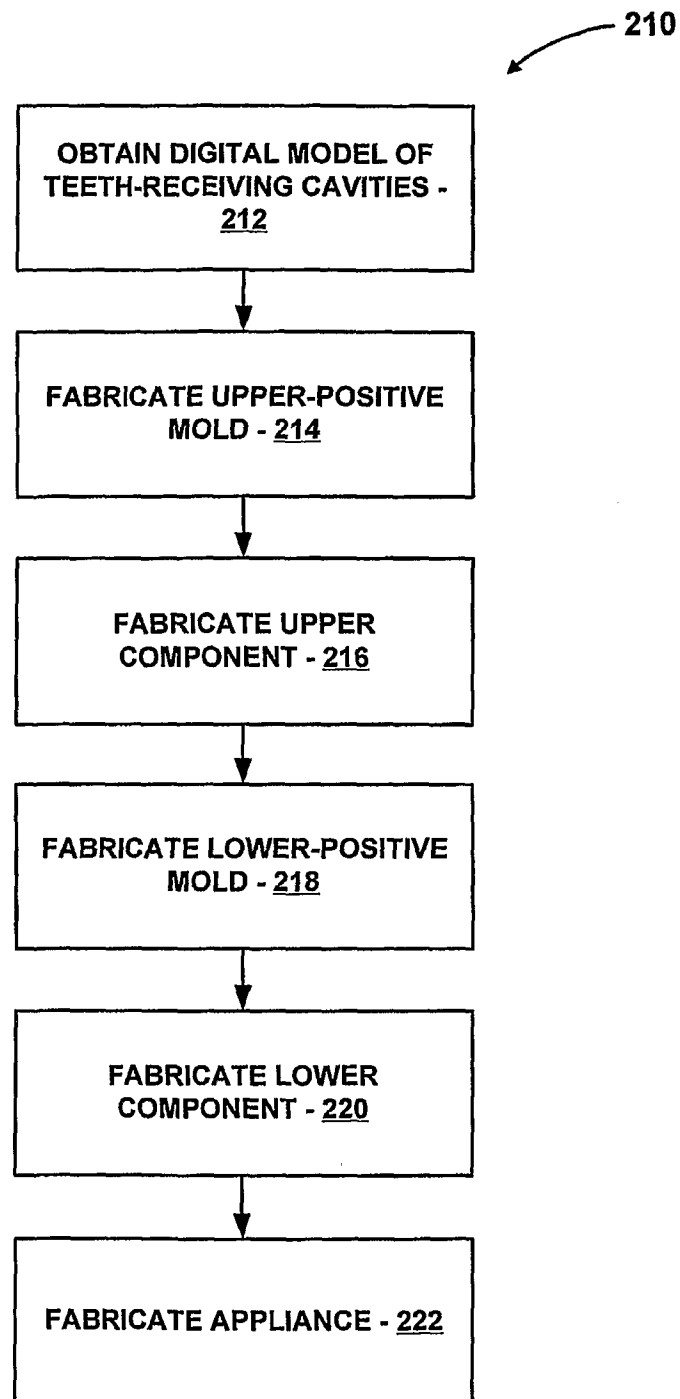 210
OBTAIN DIGITAL MODEL OF
TEETH-RECEIVING CAVITIES -
212
FABRICATE UPPER-POSITIVE
MOLD - 214
FABRICATE UPPER
COMPONENT - 216
FABRICATE LOWER-POSITIVE
MOLD - 218
FABRICATE LOWER
COMPONENT - 220
FABRICATE APPLIANCE - 222